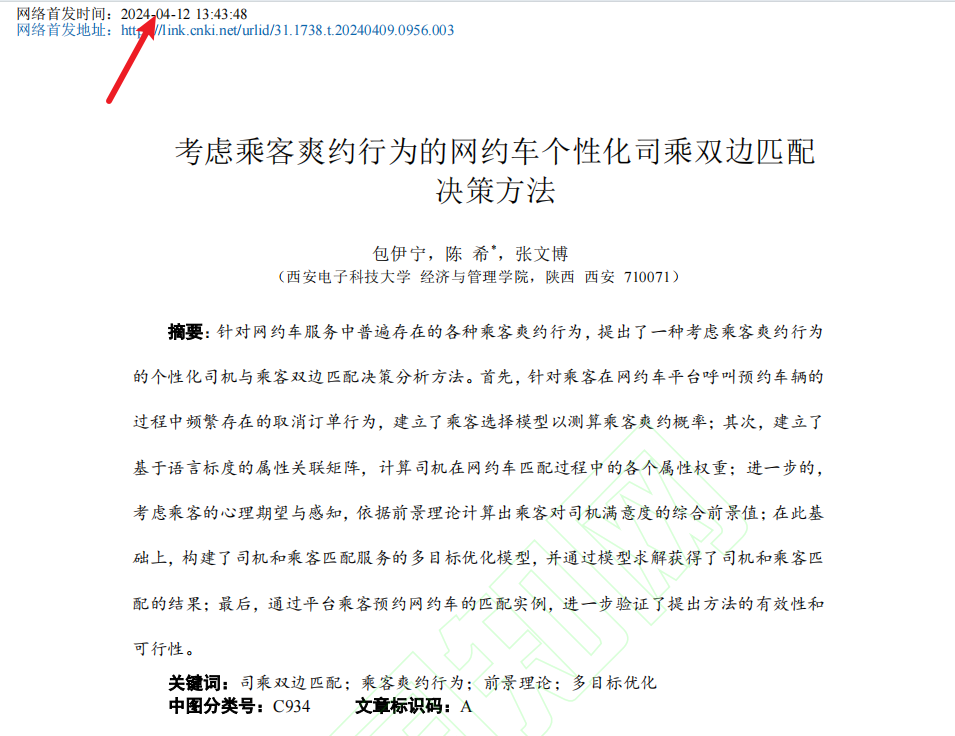 网络首发时间：2024-04-12 13:43:48
网络首发地址：https://link.cnki.net/urlid/31.1738.t.20240409.0956.003
考虑乘客爽约行为的网约车个性化司乘双边匹配
决策方法
包伊宁，陈 希*，张文博
（西安电子科技大学 经济与管理学院，陕西 西安 710071）
摘要：针对网约车服务中普遍存在的各种乘客爽约行为，提出了一种考虑乘客爽约行为
的个性化司机与乘客双边匹配决策分析方法。首先，针对乘客在网约车平台呼叫预约车辆的
过程中频繁存在的取消订单行为，建立了乘客选择模型以测算乘客爽约概率；其次，建立了
基于语言标度的属性关联矩阵，计算司机在网约车匹配过程中的各个属性权重；进一步的，
考虑乘客的心理期望与感知，依据前景理论计算出乘客对司机满意度的综合前景值；在此基
础上，构建了司机和乘客匹配服务的多目标优化模型，并通过模型求解获得了司机和乘客匹
配的结果；最后，通过平台乘客预约网约车的匹配实例，进一步验证了提出方法的有效性和
可行性。
关键词：司乘双边匹配；乘客爽约行为；前景理论；多目标优化
中图分类号：C934 文章标识码：A